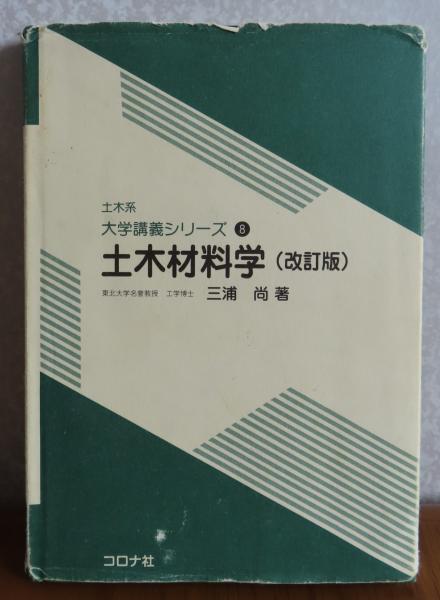 土木系
大学講義シリーズ 8
土木材料学(改訂版)
東北大学名誉教授 工学博士 三浦 尚著
コロナ社